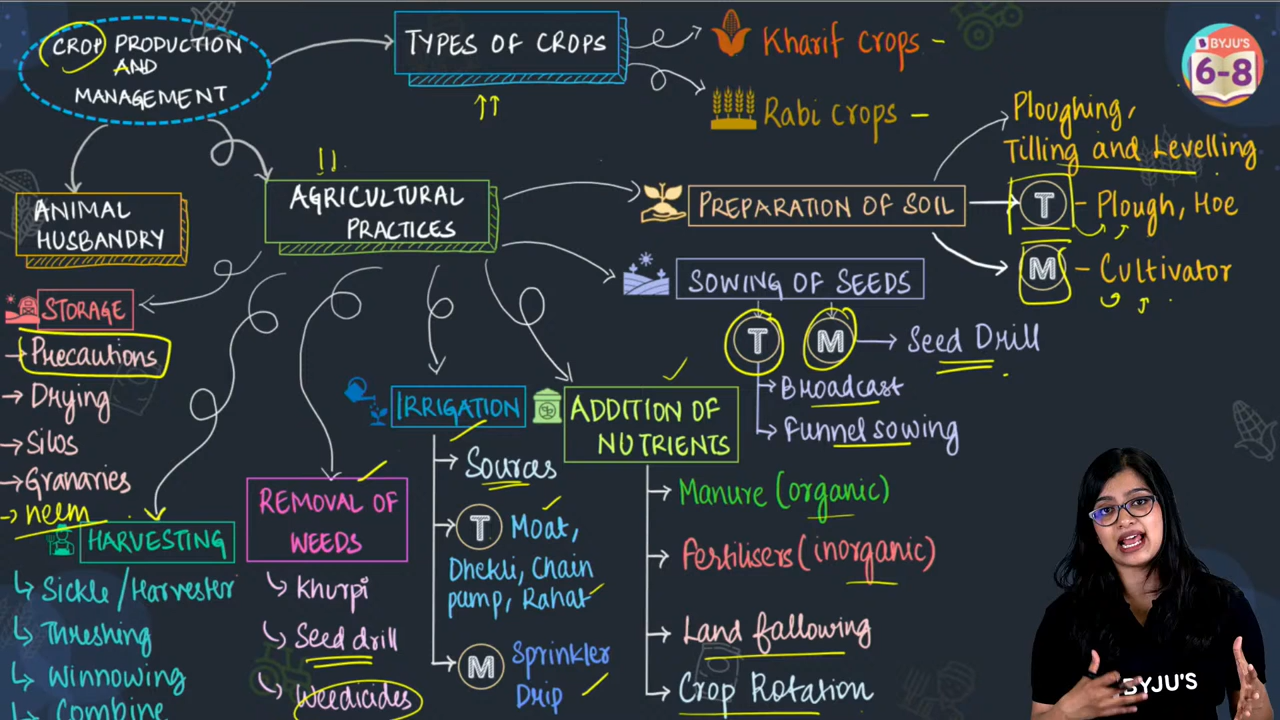 CROP PRODUCTION
AND
MANAGEMENT
TYPES OF CROPS
Kharif crops -
Rabi crops -
BYJU'S
6-8
Ploughing,
Tilling and Levelling
PREPARATION OF SOIL
T - Plough, Hoe
M - Cultivator
ANIMAL
HUSBANDRY
AGRICULTURAL
PRACTICES
SOWING OF SEEDS
T
M
Seed Drill
Broadcast
Funnel sowing
STORAGE
Precautions
Drying
Silos
Granaries
neem
HARVESTING
Sickle/Harvester
Threshing
Winnowing
Combine
REMOVAL OF
WEEDS
Khurpi
Seed drill
Weedicides
IRRIGATION
Sources
T Moat,
Dhekli, Chain
pump, Rahat
M Sprinkler
Drip
ADDITION OF
NUTRIENTS
Manure (organic)
Fertilisers (inorganic)
Land fallowing
Crop Rotation
BYJU'S